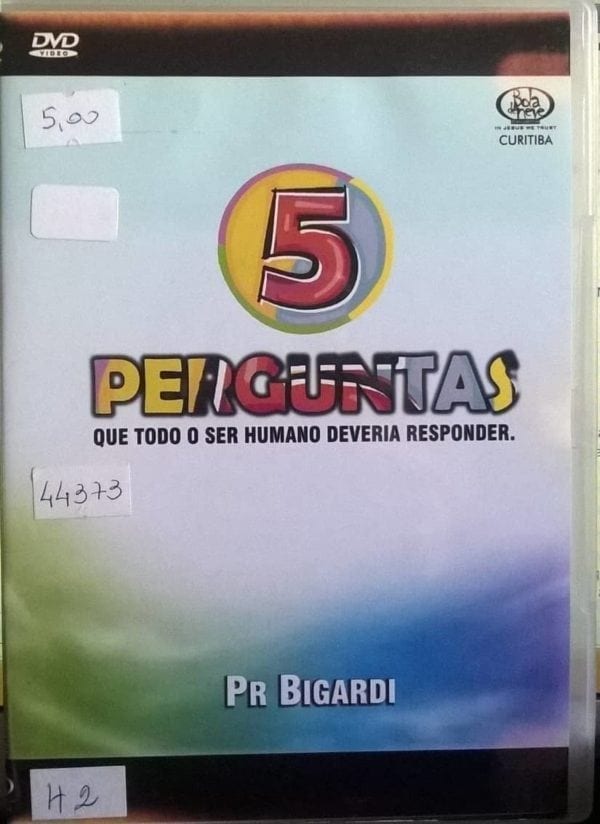 DVD
VIDEO
5,00
Bola
de Neve
IN JESUS WE TRUST
CURITIBA
5
PERGUNTAS
QUE TODO O SER HUMANO DEVERIA RESPONDER.
44373
PR BIGARDI
H2